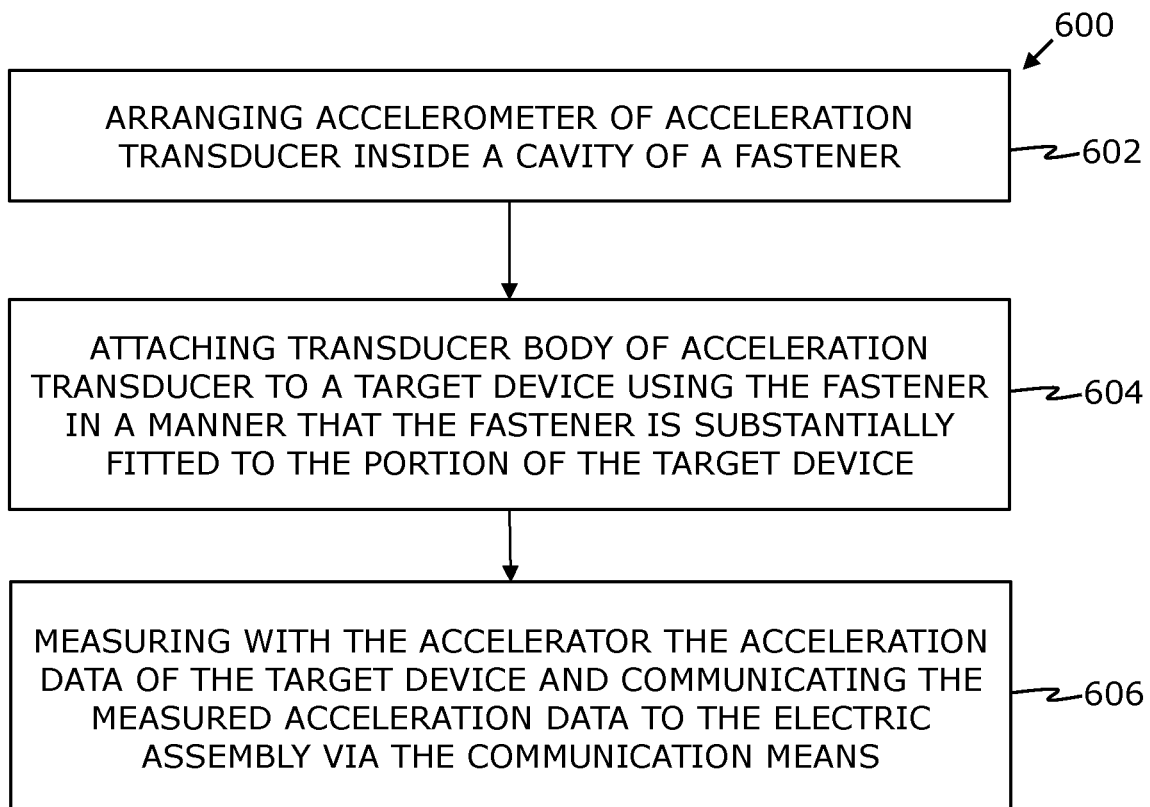 600
ARRANGING ACCELEROMETER OF ACCELERATION
TRANSDUCER INSIDE A CAVITY OF A FASTENER
602
ATTACHING TRANSDUCER BODY OF ACCELERATION
TRANSDUCER TO A TARGET DEVICE USING THE FASTENER
IN A MANNER THAT THE FASTENER IS SUBSTANTIALLY
FITTED TO THE PORTION OF THE TARGET DEVICE
604
MEASURING WITH THE ACCELERATOR THE ACCELERATION
DATA OF THE TARGET DEVICE AND COMMUNICATING THE
MEASURED ACCELERATION DATA TO THE ELECTRIC
ASSEMBLY VIA THE COMMUNICATION MEANS
606